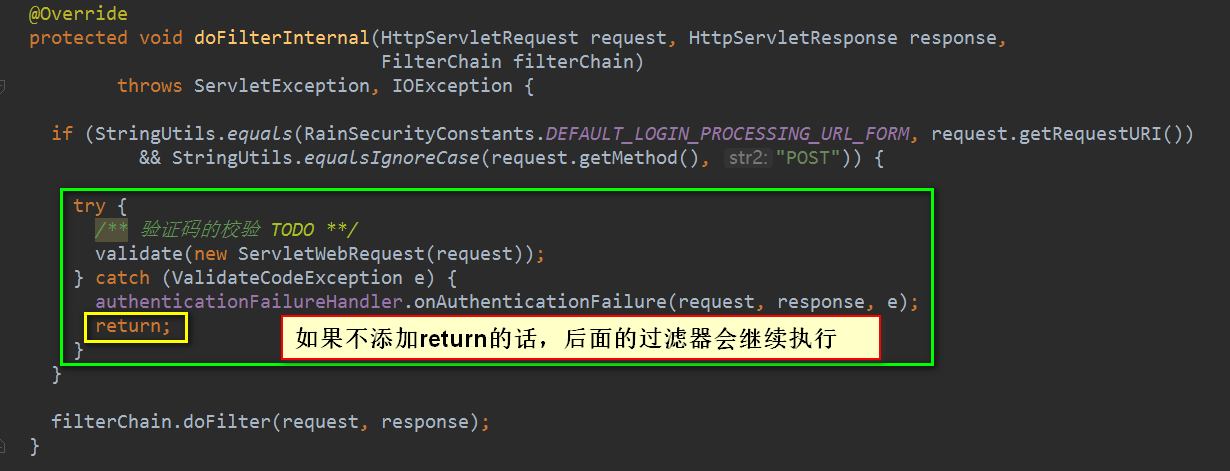 @Override
protected void doFilterInternal(HttpServletRequest request, HttpServletResponse response,
FilterChain filterChain)
throws ServletException, IOException {
if (StringUtils.equals(RainSecurityConstants.DEFAULT_LOGIN_PROCESSING_URL_FORM, request.getRequestURI())
&& StringUtils.equalsIgnoreCase(request.getMethod(), str2: "POST")) {
try {
/** 验证码的校验 TODO **/
validate(new ServletWebRequest(request));
} catch (ValidateCodeException e) {
authenticationFailureHandler.onAuthenticationFailure(request, response, e);
return;
如果不添加return的话，后面的过滤器会继续执行
}
}
filterChain.doFilter(request, response);
}